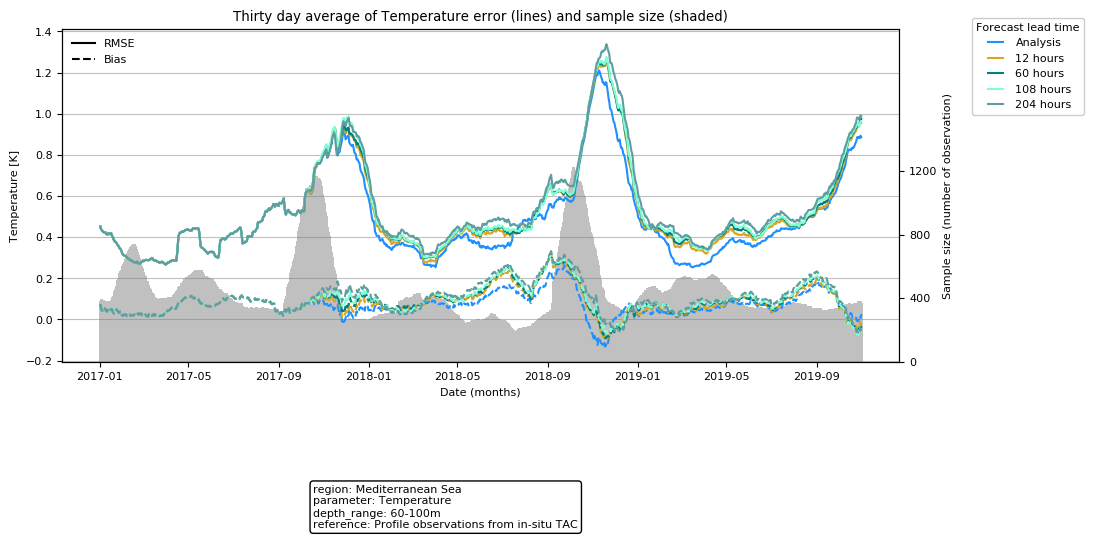 Thirty day average of Temperature error (lines) and sample size (shaded)
Forecast lead time
Analysis
12 hours
60 hours
108 hours
204 hours
RMSE
Bias
Temperature [K]
1.4
1.2
1.0
0.8
0.6
0.4
0.2
0.0
−0.2
Sample size (number of observation)
1200
800
400
0
2017-01 2017-05 2017-09 2018-01 2018-05 2018-09 2019-01 2019-05 2019-09
Date (months)
region: Mediterranean Sea
parameter: Temperature
depth_range: 60-100m
reference: Profile observations from in-situ TAC